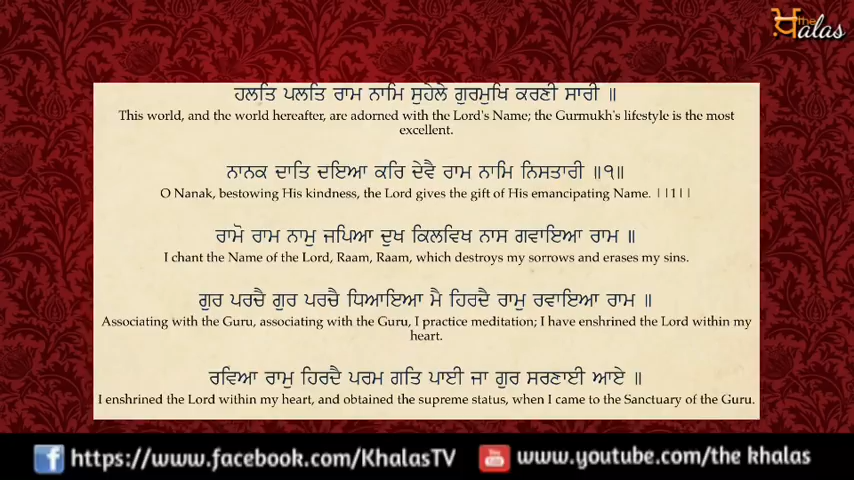 the ਖalas
ਹਲਤਿ ਪਲਤਿ ਰਾਮ ਨਾਮਿ ਸੁਹੇਲੇ ਗੁਰਮੁਖਿ ਕਰਣੀ ਸਾਰੀ ॥
This world, and the world hereafter, are adorned with the Lord's Name; the Gurmukh's lifestyle is the most
excellent.
ਨਾਨਕ ਦਾਤਿ ਦਇਆ ਕਰਿ ਦੇਵੈ ਰਾਮ ਨਾਮਿ ਨਿਸਤਾਰੀ ॥੧॥
O Nanak, bestowing His kindness, the Lord gives the gift of His emancipating Name. ||1||
ਰਾਮੋ ਰਾਮ ਨਾਮੁ ਜਪਿਆ ਦੁਖ ਕਿਲਵਿਖ ਨਾਸ ਗਵਾਇਆ ਰਾਮ ॥
I chant the Name of the Lord, Raam, Raam, which destroys my sorrows and erases my sins.
ਗੁਰ ਪਰਚੈ ਗੁਰ ਪਰਚੈ ਧਿਆਇਆ ਮੈ ਹਿਰਦੈ ਰਾਮੁ ਰਵਾਇਆ ਰਾਮ ॥
Associating with the Guru, associating with the Guru, I practice meditation; I have enshrined the Lord within my
heart.
ਰਵਿਆ ਰਾਮੁ ਹਿਰਦੈ ਪਰਮ ਗਤਿ ਪਾਈ ਜਾ ਗੁਰ ਸਰਣਾਈ ਆਏ ॥
I enshrined the Lord within my heart, and obtained the supreme status, when I came to the Sanctuary of the Guru.
https://www.facebook.com/KhalasTV www.youtube.com/the khalas